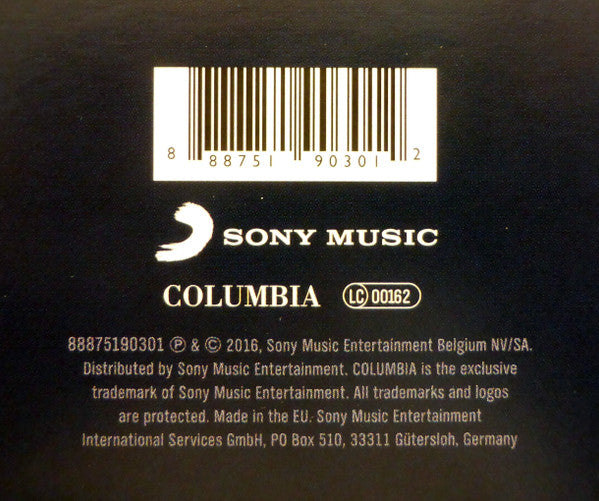 8 88751 90301 2
SONY MUSIC
COLUMBIA LC 00162
88875190301 ℗ & © 2016, Sony Music Entertainment Belgium NV/SA.
Distributed by Sony Music Entertainment. COLUMBIA is the exclusive
trademark of Sony Music Entertainment. All trademarks and logos
are protected. Made in the EU. Sony Music Entertainment
International Services GmbH, PO Box 510, 33311 Gütersloh, Germany